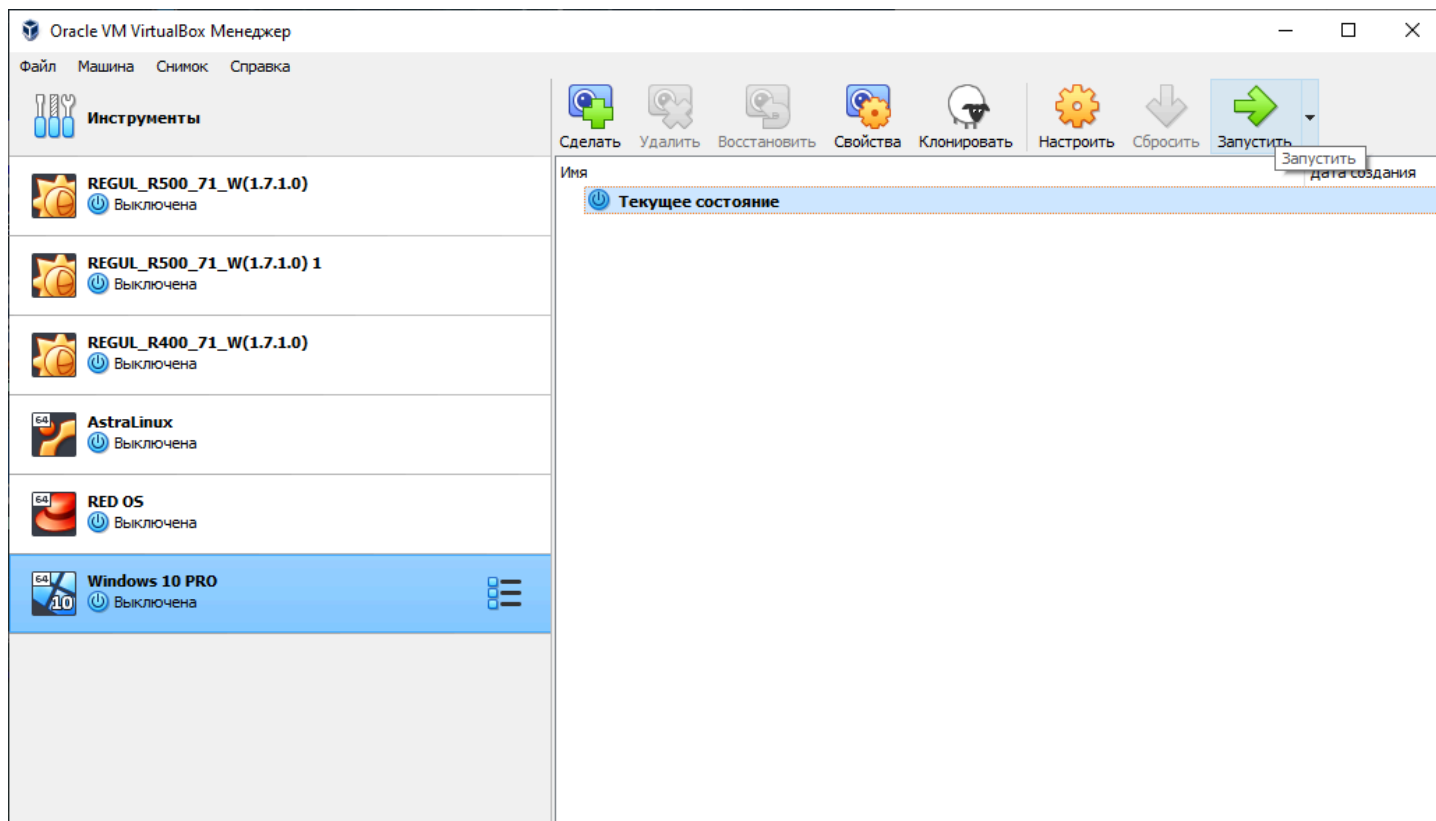 Oracle VM VirtualBox Менеджер
Файл Машина Снимок Справка
Инструменты
Сделать Удалить Восстановить Свойства Клонировать Настроить Сбросить Запустить
Запустить
Имя
Дата создания
Текущее состояние
REGUL_R500_71_W(1.7.1.0)
Выключена
REGUL_R500_71_W(1.7.1.0) 1
Выключена
REGUL_R400_71_W(1.7.1.0)
Выключена
64
AstraLinux
Выключена
64
RED OS
Выключена
64
10
Windows 10 PRO
Выключена